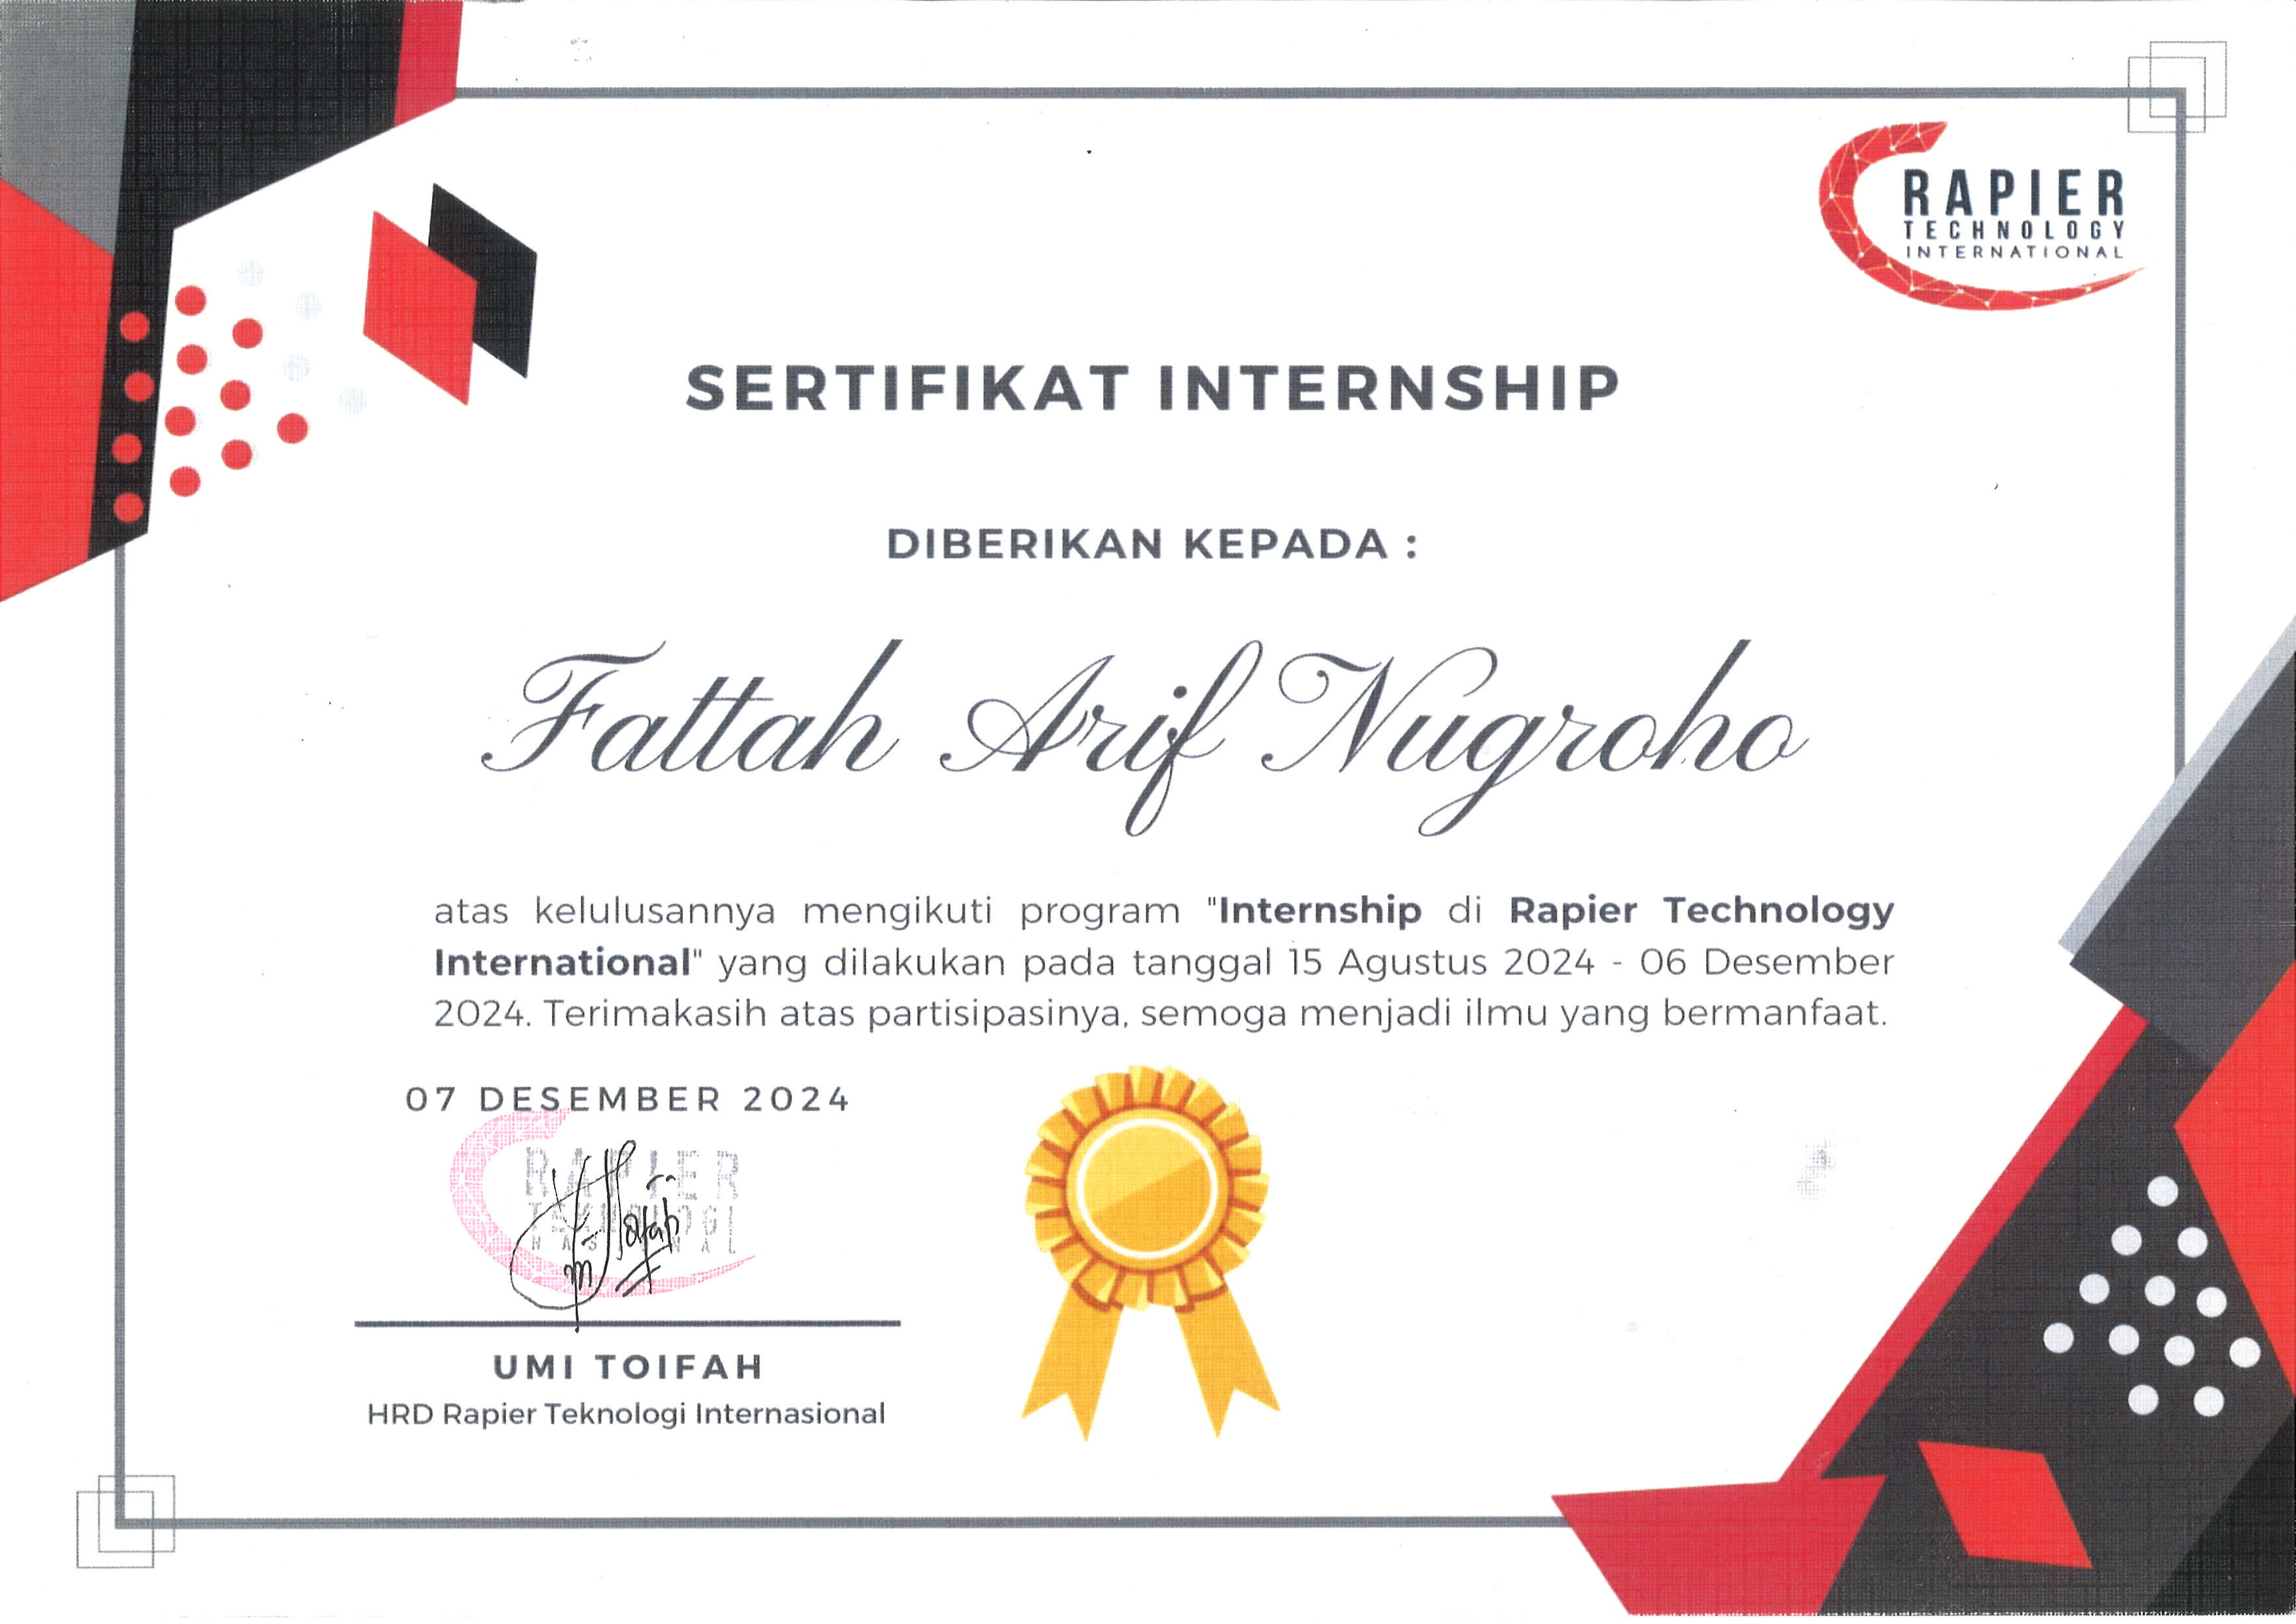 RAPIER
TECHNOLOGY
INTERNATIONAL
SERTIFIKAT INTERNSHIP
DIBERIKAN KEPADA :
Fattah Arif Nugroho
atas kelulusannya mengikuti program "Internship di Rapier Technology
International" yang dilakukan pada tanggal 15 Agustus 2024 - 06 Desember
2024. Terimakasih atas partisipasinya, semoga menjadi ilmu yang bermanfaat.
07 DESEMBER 2024
RAPIER
TEKNOLOGI
UMI TOIFAH
HRD Rapier Teknologi Internasional